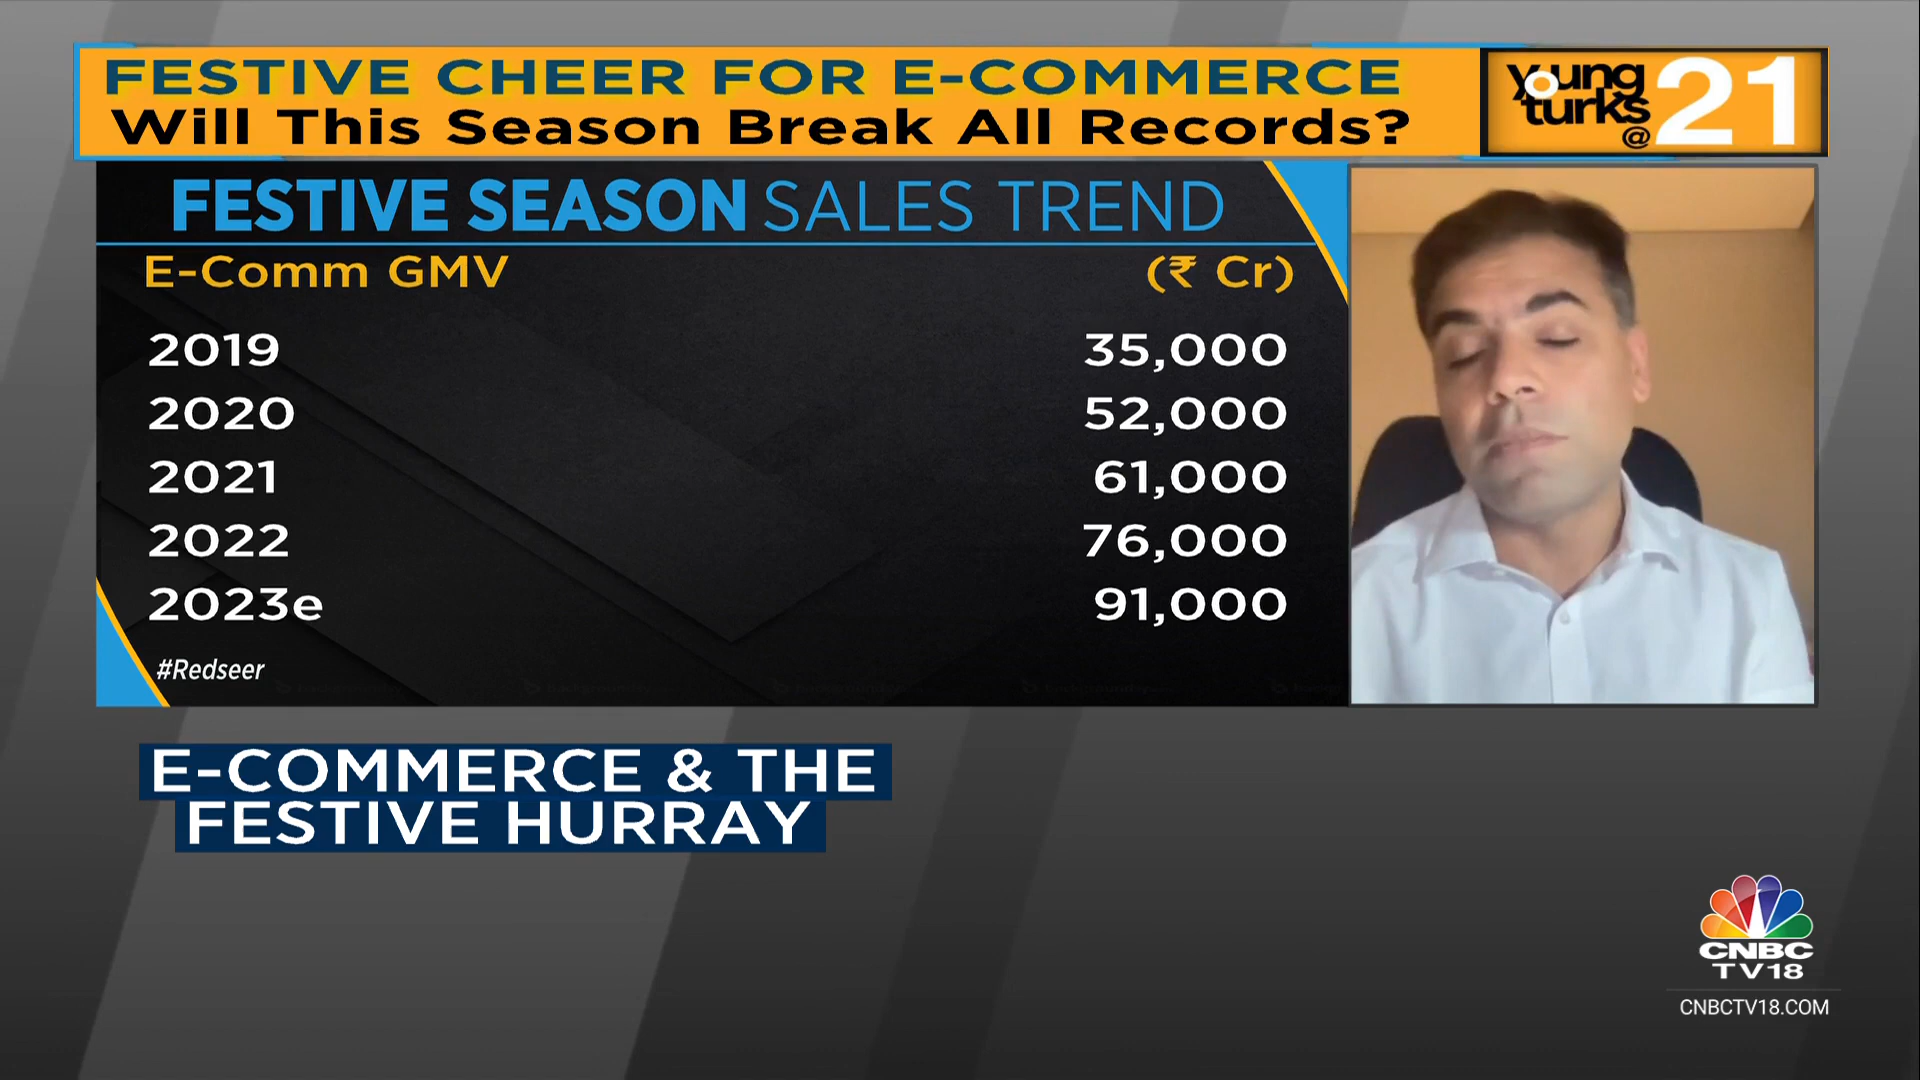 FESTIVE CHEER FOR E-COMMERCE
Will This Season Break All Records?
young
turks
@
21
FESTIVE SEASON SALES TREND
E-Comm GMV (₹ Cr)
2019 35,000
2020 52,000
2021 61,000
2022 76,000
2023e 91,000
#Redseer
E-COMMERCE & THE
FESTIVE HURRAY
CNBC
TV18
CNBCTV18.COM